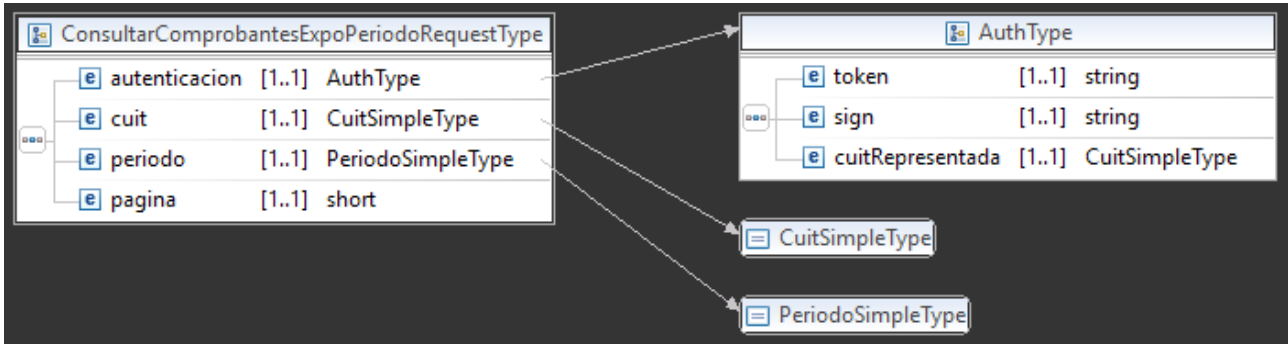 ConsultarComprobantesExpoPeriodoRequestType
e autenticacion [1..1] AuthType
e cuit [1..1] CuitSimpleType
e periodo [1..1] PeriodoSimpleType
e pagina [1..1] short
AuthType
e token [1..1] string
e sign [1..1] string
e cuitRepresentada [1..1] CuitSimpleType
CuitSimpleType
PeriodoSimpleType